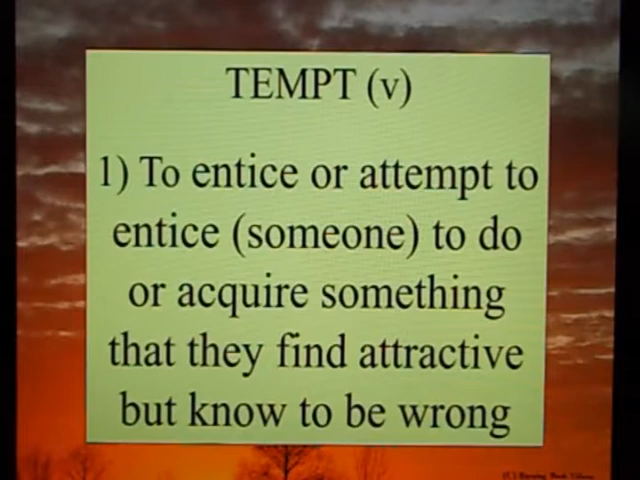 TEMPT (v)
1) To entice or attempt to
entice (someone) to do
or acquire something
that they find attractive
but know to be wrong